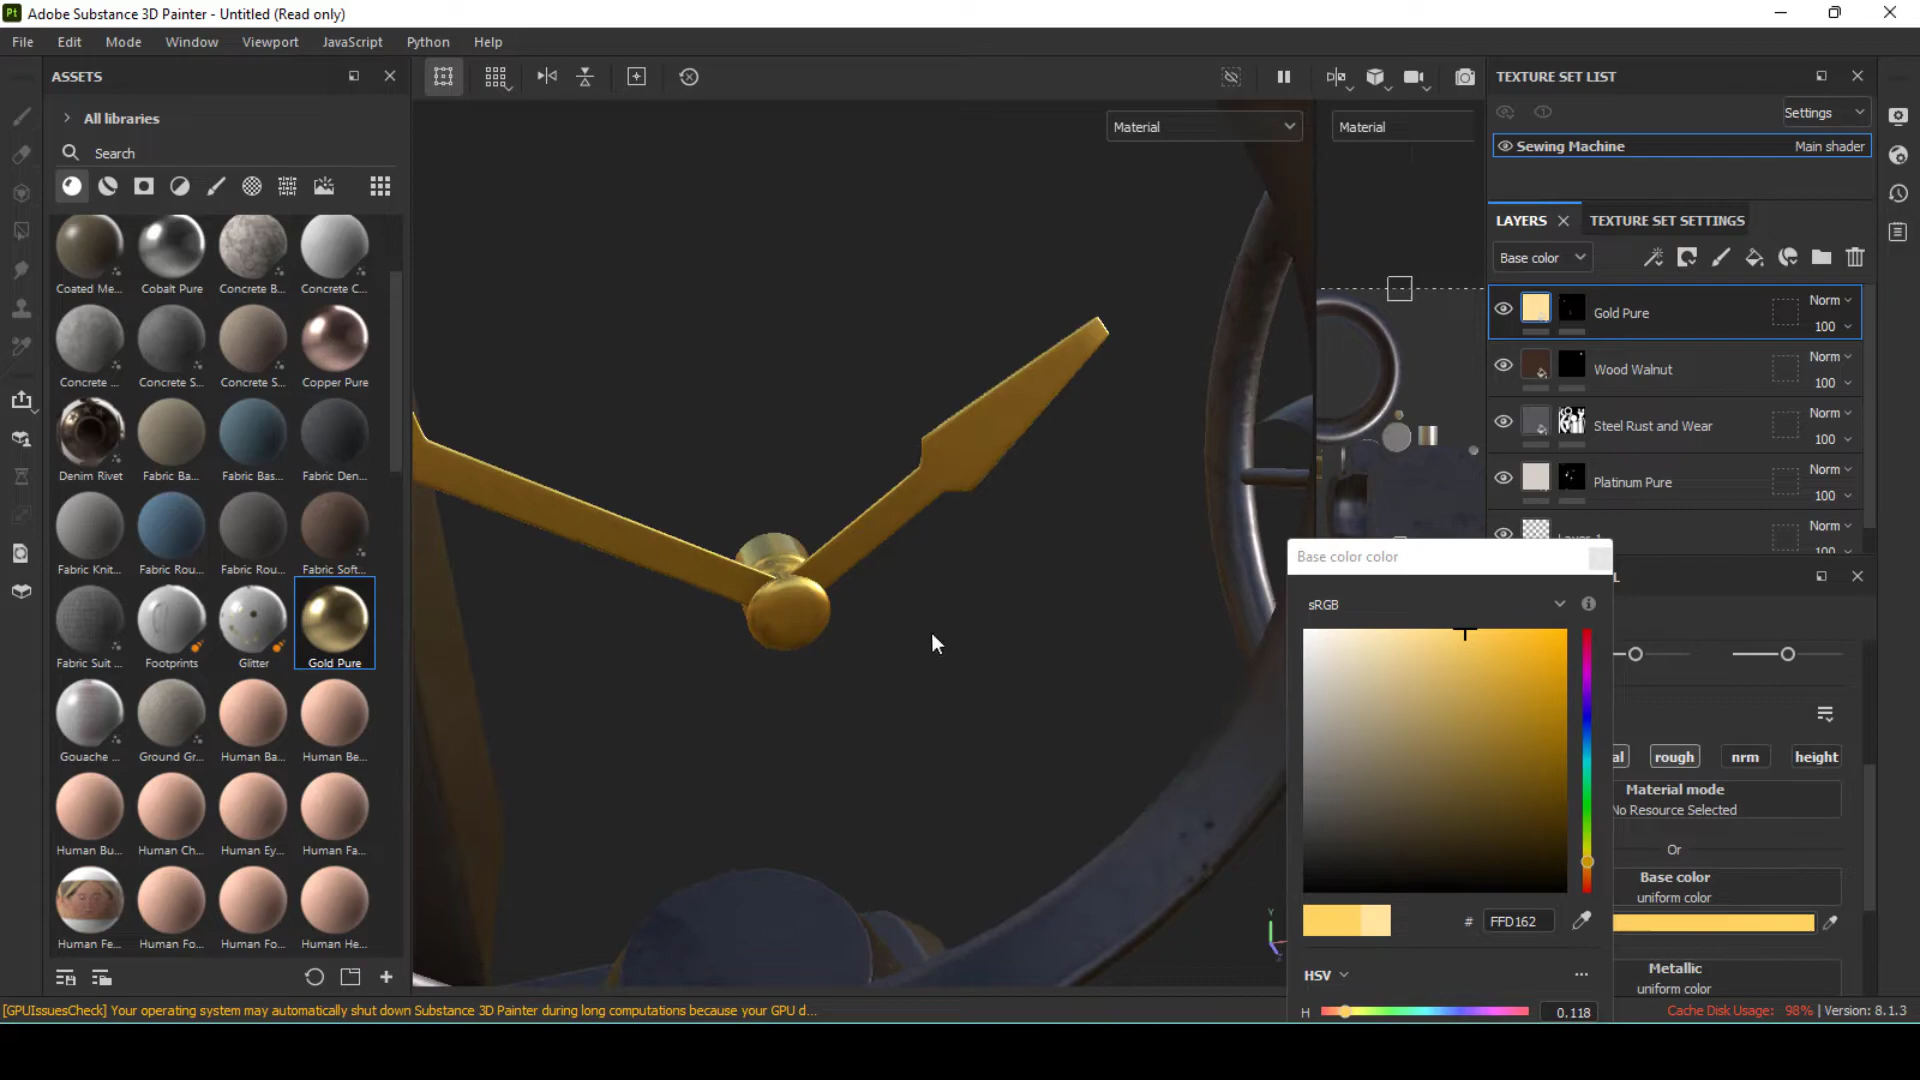 Pt Adobe Substance 3D Painter - Untitled (Read only)
File Edit Mode Window Viewport JavaScript Python Help
ASSETS
All libraries
Search
Coated Me... Cobalt Pure Concrete B... Concrete C...
Concrete ... Concrete S... Concrete S... Copper Pure
Denim Rivet Fabric Ba... Fabric Bas... Fabric Den...
Fabric Knit... Fabric Rou... Fabric Rou... Fabric Soft...
Fabric Suit ... Footprints Glitter Gold Pure
Gouache ... Ground Gr... Human Ba... Human Be...
Human Bu... Human Ch... Human Ey... Human Fa...
Human Fe... Human Fo... Human Fo... Human He...
Material
Material
Y
TEXTURE SET LIST
Settings
Sewing Machine Main shader
LAYERS TEXTURE SET SETTINGS
Base color
Gold Pure Norm 100
Wood Walnut Norm 100
Steel Rust and Wear Norm 100
Platinum Pure Norm 100
Norm
Base color color
sRGB
# FFD162
HSV
H 0.118
al rough nrm height
Material mode
No Resource Selected
Or
Base color
uniform color
Metallic
uniform color
[GPUIssuesCheck] Your operating system may automatically shut down Substance 3D Painter during long computations because your GPU d...
Cache Disk Usage: 98% | Version: 8.1.3